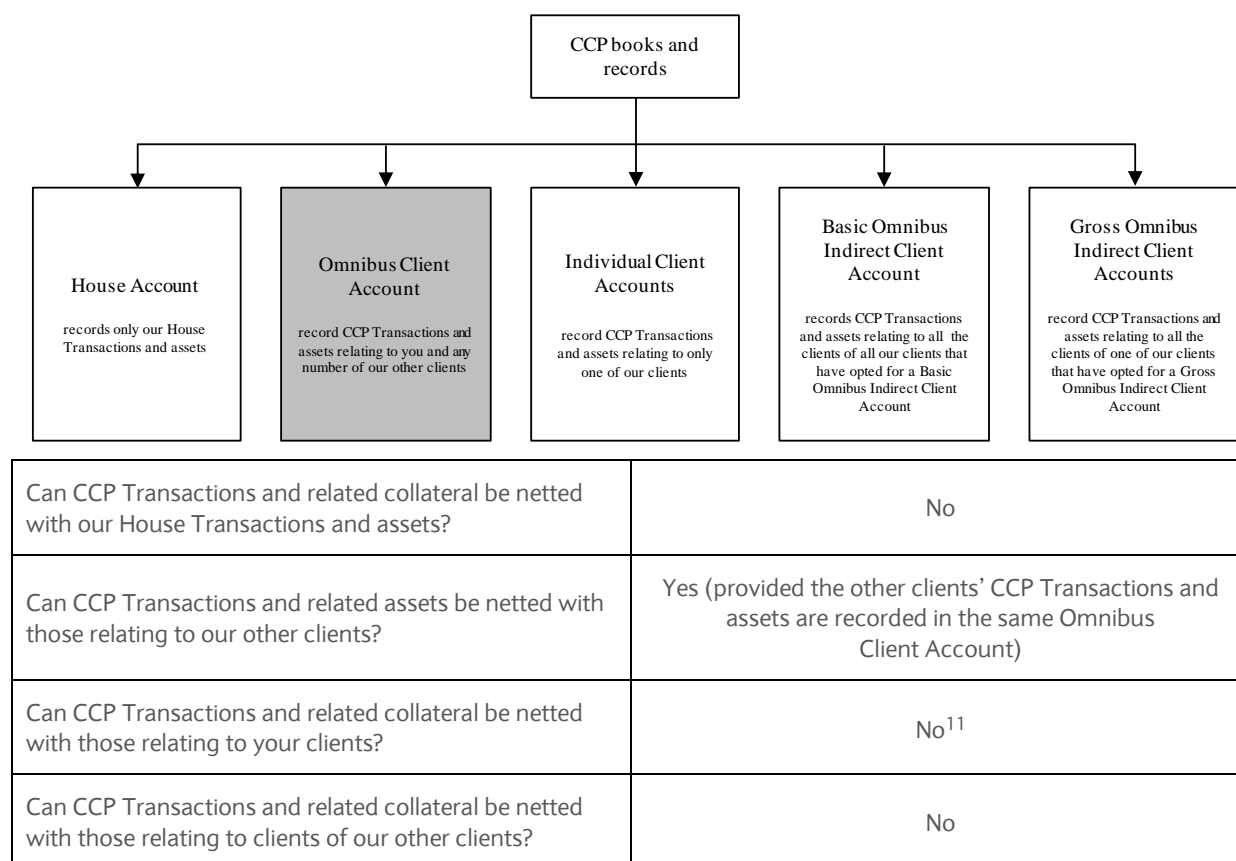 CCP books and
records
House Account
records only our House
Transactions and assets
Omnibus Client
Account
record CCP Transactions and
assets relating to you and any
number of our other clients
Individual Client
Accounts
record CCP Transactions
and assets relating to only
one of our clients
Basic Omnibus
Indirect Client
Account
records CCP Transactions
and assets relating to all the
clients of all our clients that
have opted for a Basic
Omnibus Indirect Client
Account
Gross Omnibus
Indirect Client
Accounts
record CCP Transactions and
assets relating to all the
clients of one of our clients
that have opted for a Gross
Omnibus Indirect Client
Account
Can CCP Transactions and related collateral be netted
with our House Transactions and assets?
No
Can CCP Transactions and related assets be netted with
those relating to our other clients?
Yes (provided the other clients’ CCP Transactions and
assets are recorded in the same Omnibus
Client Account)
Can CCP Transactions and related collateral be netted
with those relating to your clients?
No11
Can CCP Transactions and related collateral be netted
with those relating to clients of our other clients?
No